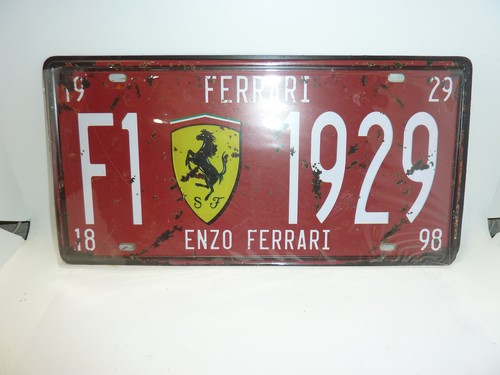 19 FERRARI 29
F1 1929
S F
18 ENZO FERRARI 98